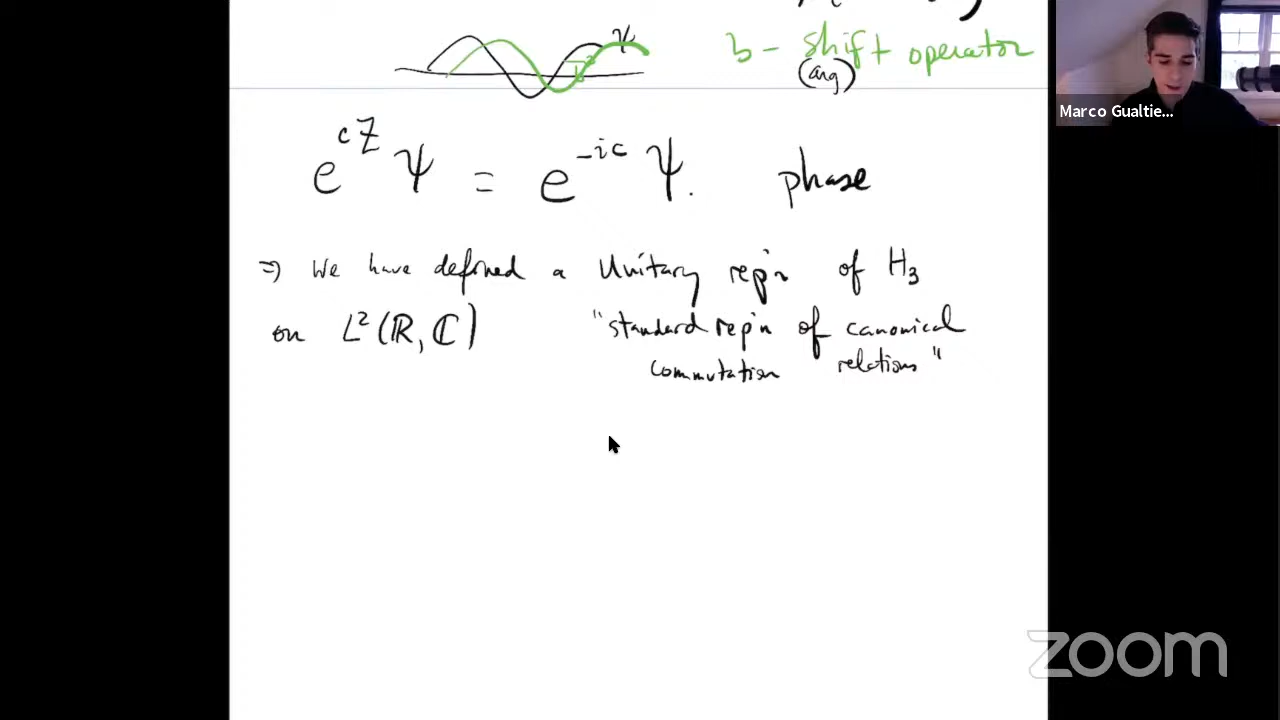 ψ
b - shift operator
(arg)
b
Marco Gualtie...
e^{cZ} ψ = e^{-ic} ψ. phase
⇒ We have defined a Unitary rep'n of H₃
on L²(ℝ, ℂ) "standard rep'n of canonical
commutation relations"
zoom